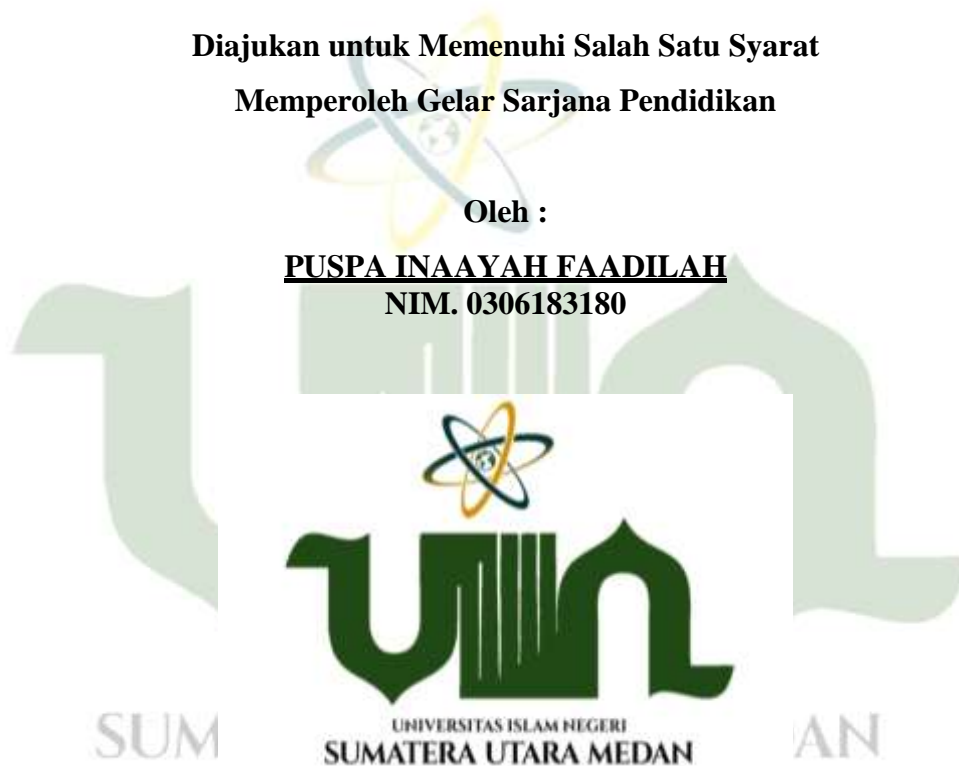 Diajukan untuk Memenuhi Salah Satu Syarat
Memperoleh Gelar Sarjana Pendidikan
Oleh :
PUSPA INAAYAH FAADILAH
NIM. 0306183180
UIN
UNIVERSITAS ISLAM NEGERI
SUMATERA UTARA MEDAN